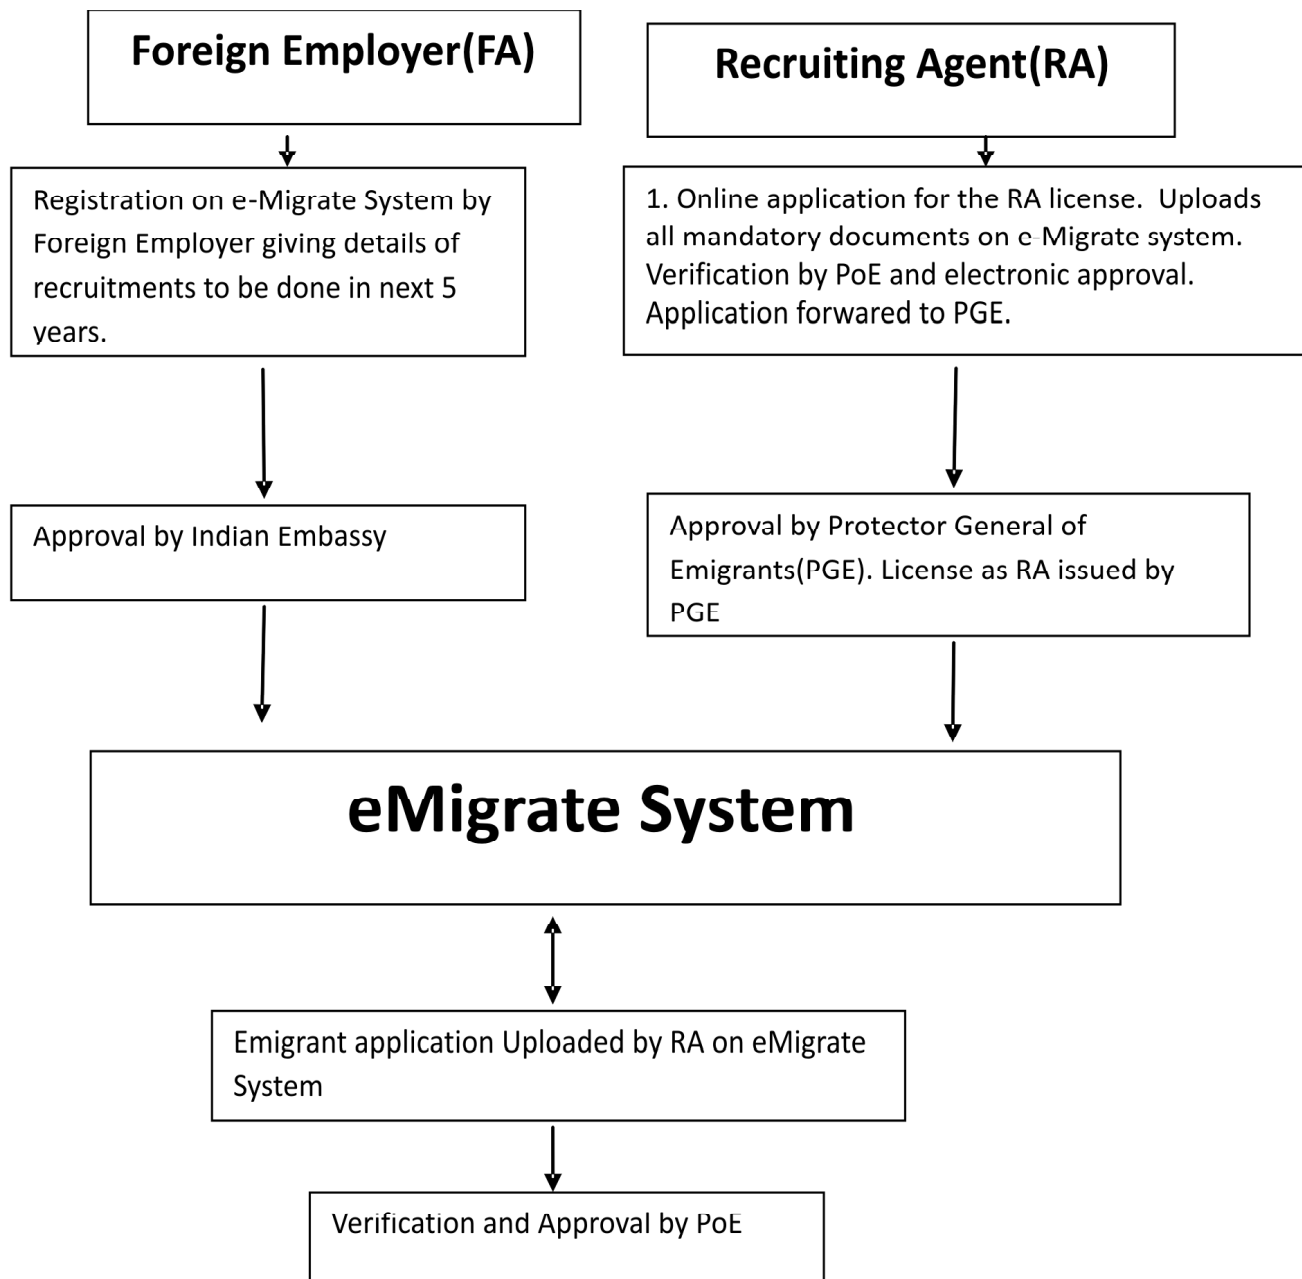 Foreign Employer(FA)
Recruiting Agent(RA)
Registration on e-Migrate System by
Foreign Employer giving details of
recruitments to be done in next 5
years.
1. Online application for the RA license.  Uploads
all mandatory documents on e-Migrate system.
Verification by PoE and electronic approval.
Application forwared to PGE.
Approval by Indian Embassy
Approval by Protector General of
Emigrants(PGE). License as RA issued by
PGE
eMigrate System
Emigrant application Uploaded by RA on eMigrate
System
Verification and Approval by PoE